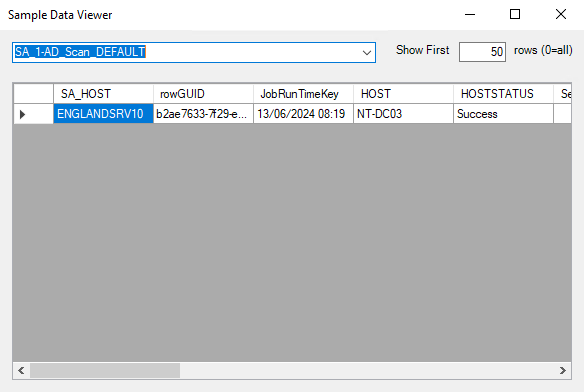 Sample Data Viewer
SA_1-AD_Scan_DEFAULT
Show First 50 rows (0=all)
SA_HOST rowGUID JobRunTimeKey HOST HOSTSTATUS Se
ENGLANDSRV10 b2ae7633-7f29-e... 13/06/2024 08:19 NT-DC03 Success